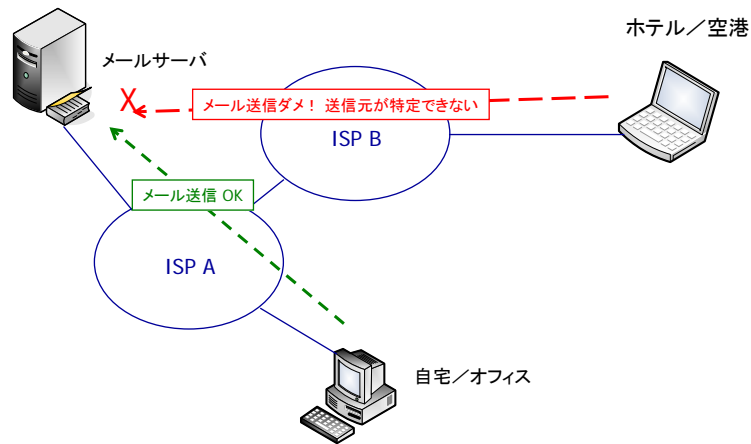 ホテル／空港
メールサーバ
X
メール送信ダメ！ 送信元が特定できない
ISP B
メール送信 OK
ISP A
自宅／オフィス